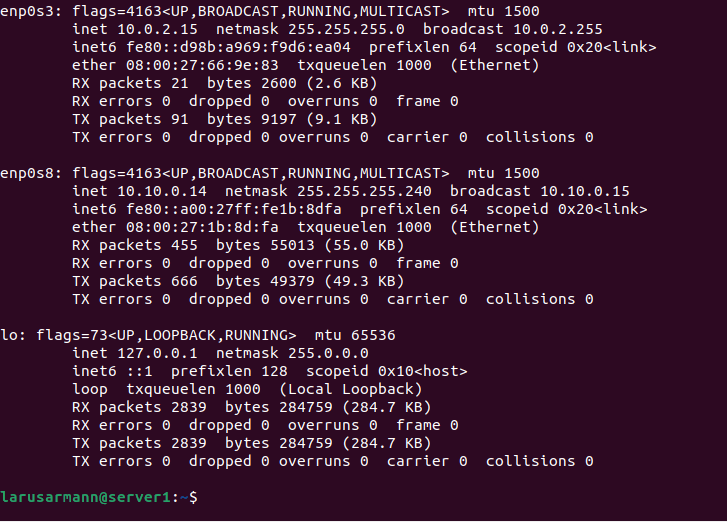 enp0s3: flags=4163<UP,BROADCAST,RUNNING,MULTICAST>  mtu 1500
        inet 10.0.2.15  netmask 255.255.255.0  broadcast 10.0.2.255
        inet6 fe80::d98b:a969:f9d6:ea04  prefixlen 64  scopeid 0x20<link>
        ether 08:00:27:66:9e:83  txqueuelen 1000  (Ethernet)
        RX packets 21  bytes 2600 (2.6 KB)
        RX errors 0  dropped 0  overruns 0  frame 0
        TX packets 91  bytes 9197 (9.1 KB)
        TX errors 0  dropped 0 overruns 0  carrier 0  collisions 0

enp0s8: flags=4163<UP,BROADCAST,RUNNING,MULTICAST>  mtu 1500
        inet 10.10.0.14  netmask 255.255.255.240  broadcast 10.10.0.15
        inet6 fe80::a00:27ff:fe1b:8dfa  prefixlen 64  scopeid 0x20<link>
        ether 08:00:27:1b:8d:fa  txqueuelen 1000  (Ethernet)
        RX packets 455  bytes 55013 (55.0 KB)
        RX errors 0  dropped 0  overruns 0  frame 0
        TX packets 666  bytes 49379 (49.3 KB)
        TX errors 0  dropped 0 overruns 0  carrier 0  collisions 0

lo: flags=73<UP,LOOPBACK,RUNNING>  mtu 65536
        inet 127.0.0.1  netmask 255.0.0.0
        inet6 ::1  prefixlen 128  scopeid 0x10<host>
        loop  txqueuelen 1000  (Local Loopback)
        RX packets 2839  bytes 284759 (284.7 KB)
        RX errors 0  dropped 0  overruns 0  frame 0
        TX packets 2839  bytes 284759 (284.7 KB)
        TX errors 0  dropped 0 overruns 0  carrier 0  collisions 0

larusarmann@server1:~$